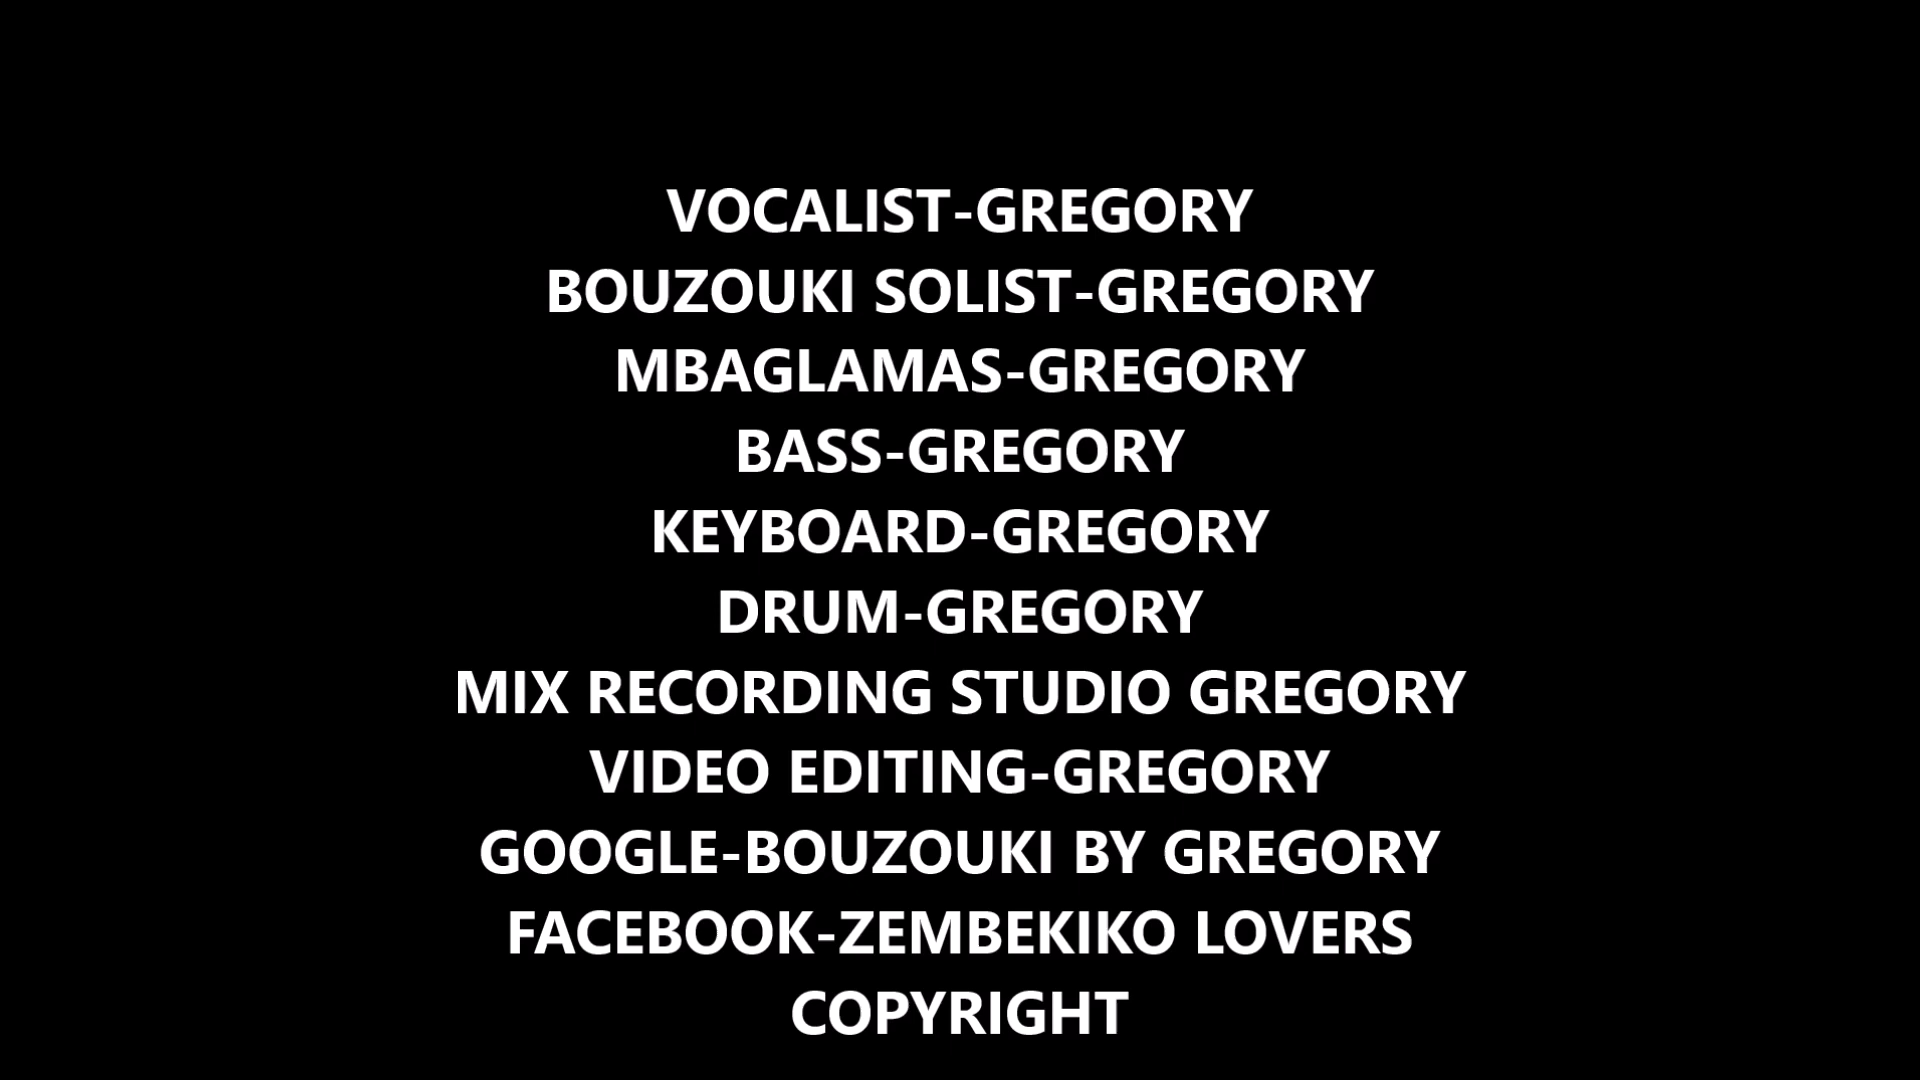 VOCALIST-GREGORY
BOUZOUKI SOLIST-GREGORY
MBAGLAMAS-GREGORY
BASS-GREGORY
KEYBOARD-GREGORY
DRUM-GREGORY
MIX RECORDING STUDIO GREGORY
VIDEO EDITING-GREGORY
GOOGLE-BOUZOUKI BY GREGORY
FACEBOOK-ZEMBEKIKO LOVERS
COPYRIGHT